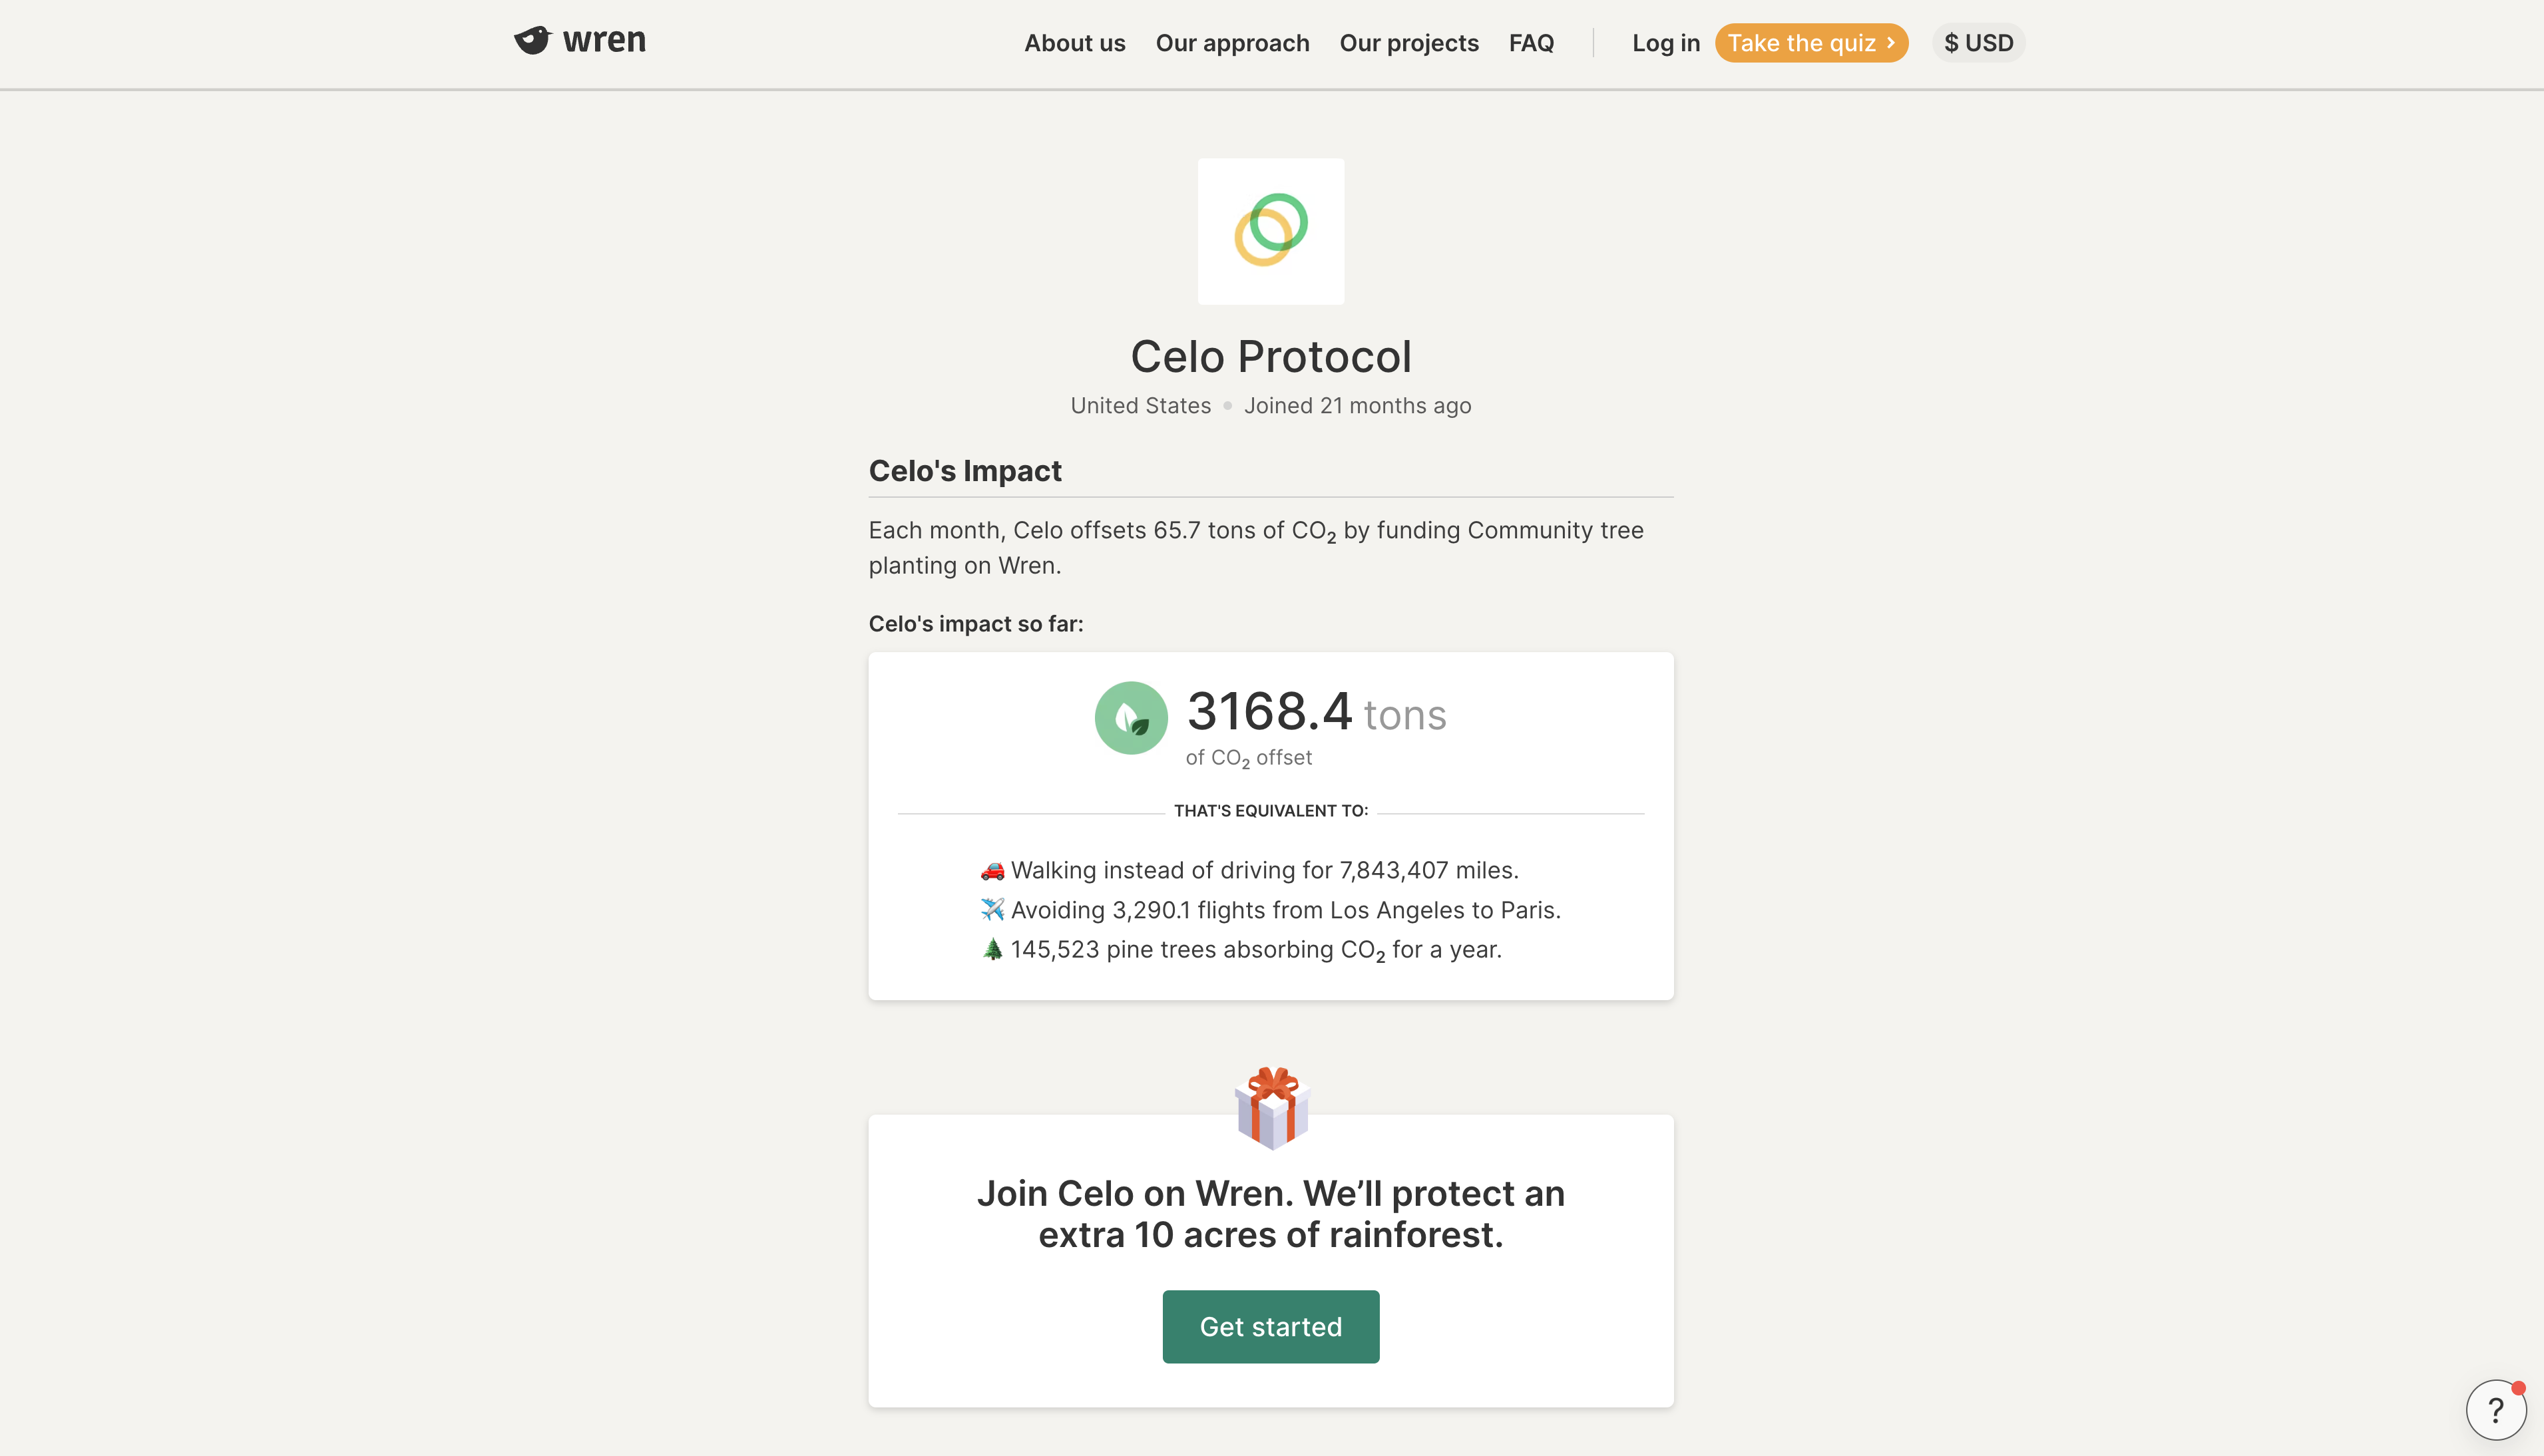 wren
About us Our approach Our projects FAQ Log in Take the quiz › $ USD
Celo Protocol
United States • Joined 21 months ago
Celo's Impact
Each month, Celo offsets 65.7 tons of CO₂ by funding Community tree
planting on Wren.
Celo's impact so far:
3168.4 tons
of CO₂ offset
THAT'S EQUIVALENT TO:
🚗 Walking instead of driving for 7,843,407 miles.
✈️ Avoiding 3,290.1 flights from Los Angeles to Paris.
🌲 145,523 pine trees absorbing CO₂ for a year.
Join Celo on Wren. We’ll protect an
extra 10 acres of rainforest.
Get started
?